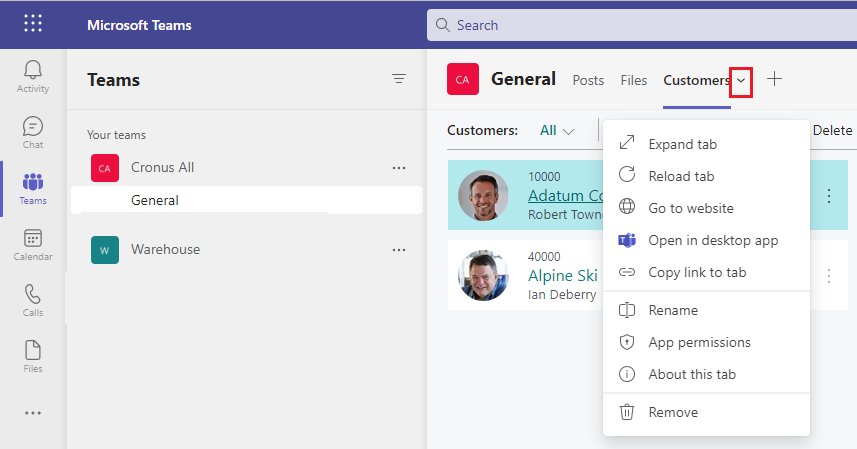 Microsoft Teams
Search
Activity
Chat
Teams
Calendar
Calls
Files
Teams
Your teams
CA Cronus All
General
W Warehouse
CA General Posts Files Customers
Customers: All Delete
10000
Adatum Co
Robert Towne
40000
Alpine Ski
Ian Deberry
Expand tab
Reload tab
Go to website
Open in desktop app
Copy link to tab
Rename
App permissions
About this tab
Remove